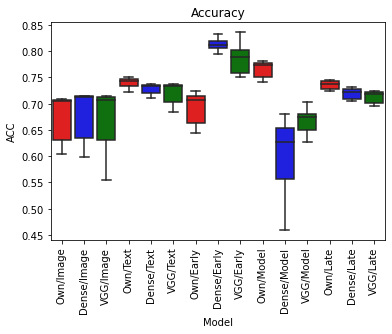 Accuracy
0.85
0.80
0.75
0.70
0.65
0.60
0.55
0.50
0.45
ACC
Own/Image
Dense/Image
VGG/Image
Own/Text
Dense/Text
VGG/Text
Own/Early
Dense/Early
VGG/Early
Own/Model
Dense/Model
VGG/Model
Own/Late
Dense/Late
VGG/Late
Model